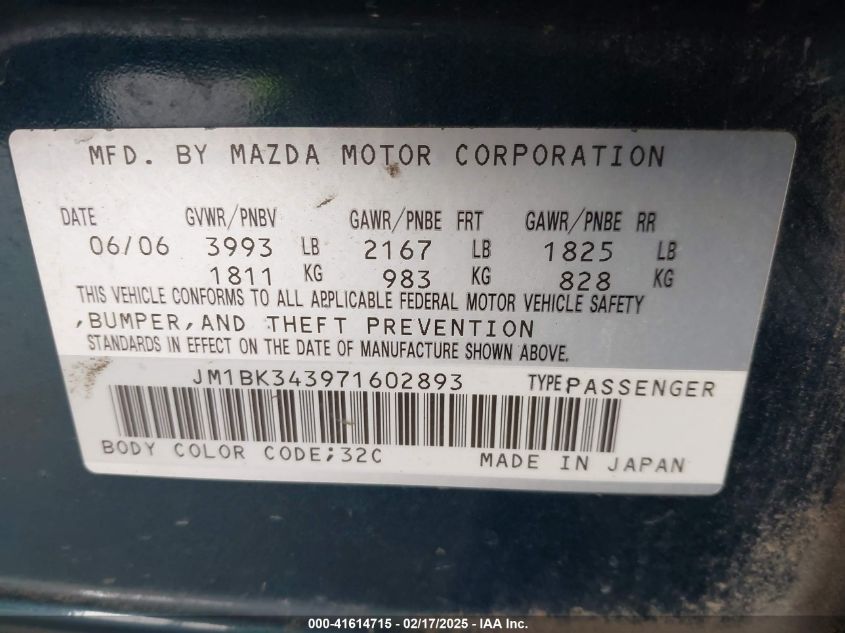 MFD. BY MAZDA MOTOR CORPORATION
DATE GVWR/PNBV GAWR/PNBE FRT GAWR/PNBE RR
06/06 3993 LB 2167 LB 1825 LB
1811 KG 983 KG 828 KG
THIS VEHICLE CONFORMS TO ALL APPLICABLE FEDERAL MOTOR VEHICLE SAFETY
,BUMPER,AND THEFT PREVENTION
STANDARDS IN EFFECT ON THE DATE OF MANUFACTURE SHOWN ABOVE.
JM1BK343971602893 TYPE PASSENGER
BODY COLOR CODE;32C MADE IN JAPAN
000-41614715 - 02/17/2025 - IAA Inc.